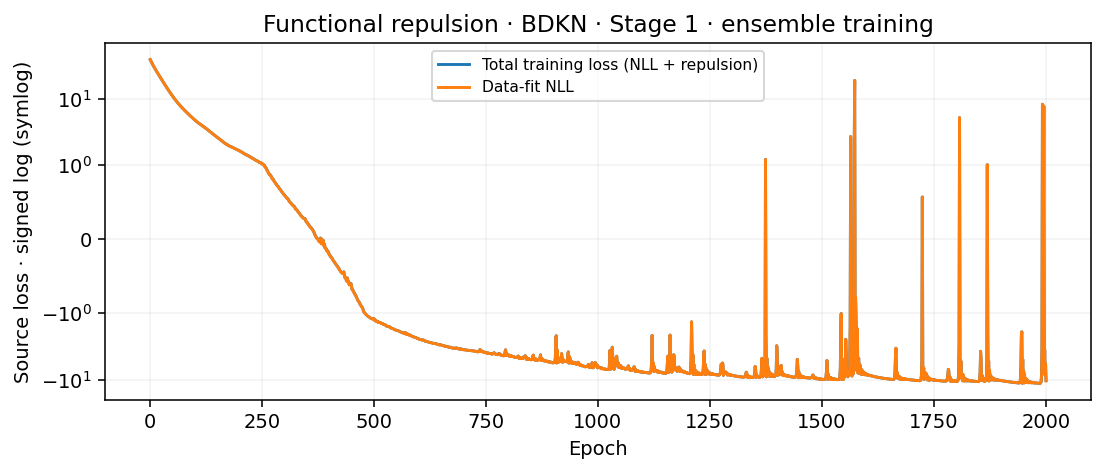 Functional repulsion · BDKN · Stage 1 · ensemble training
Total training loss (NLL + repulsion)
Data-fit NLL
Source loss · signed log (symlog)
10¹
10⁰
0
−10⁰
−10¹
0 250 500 750 1000 1250 1500 1750 2000
Epoch